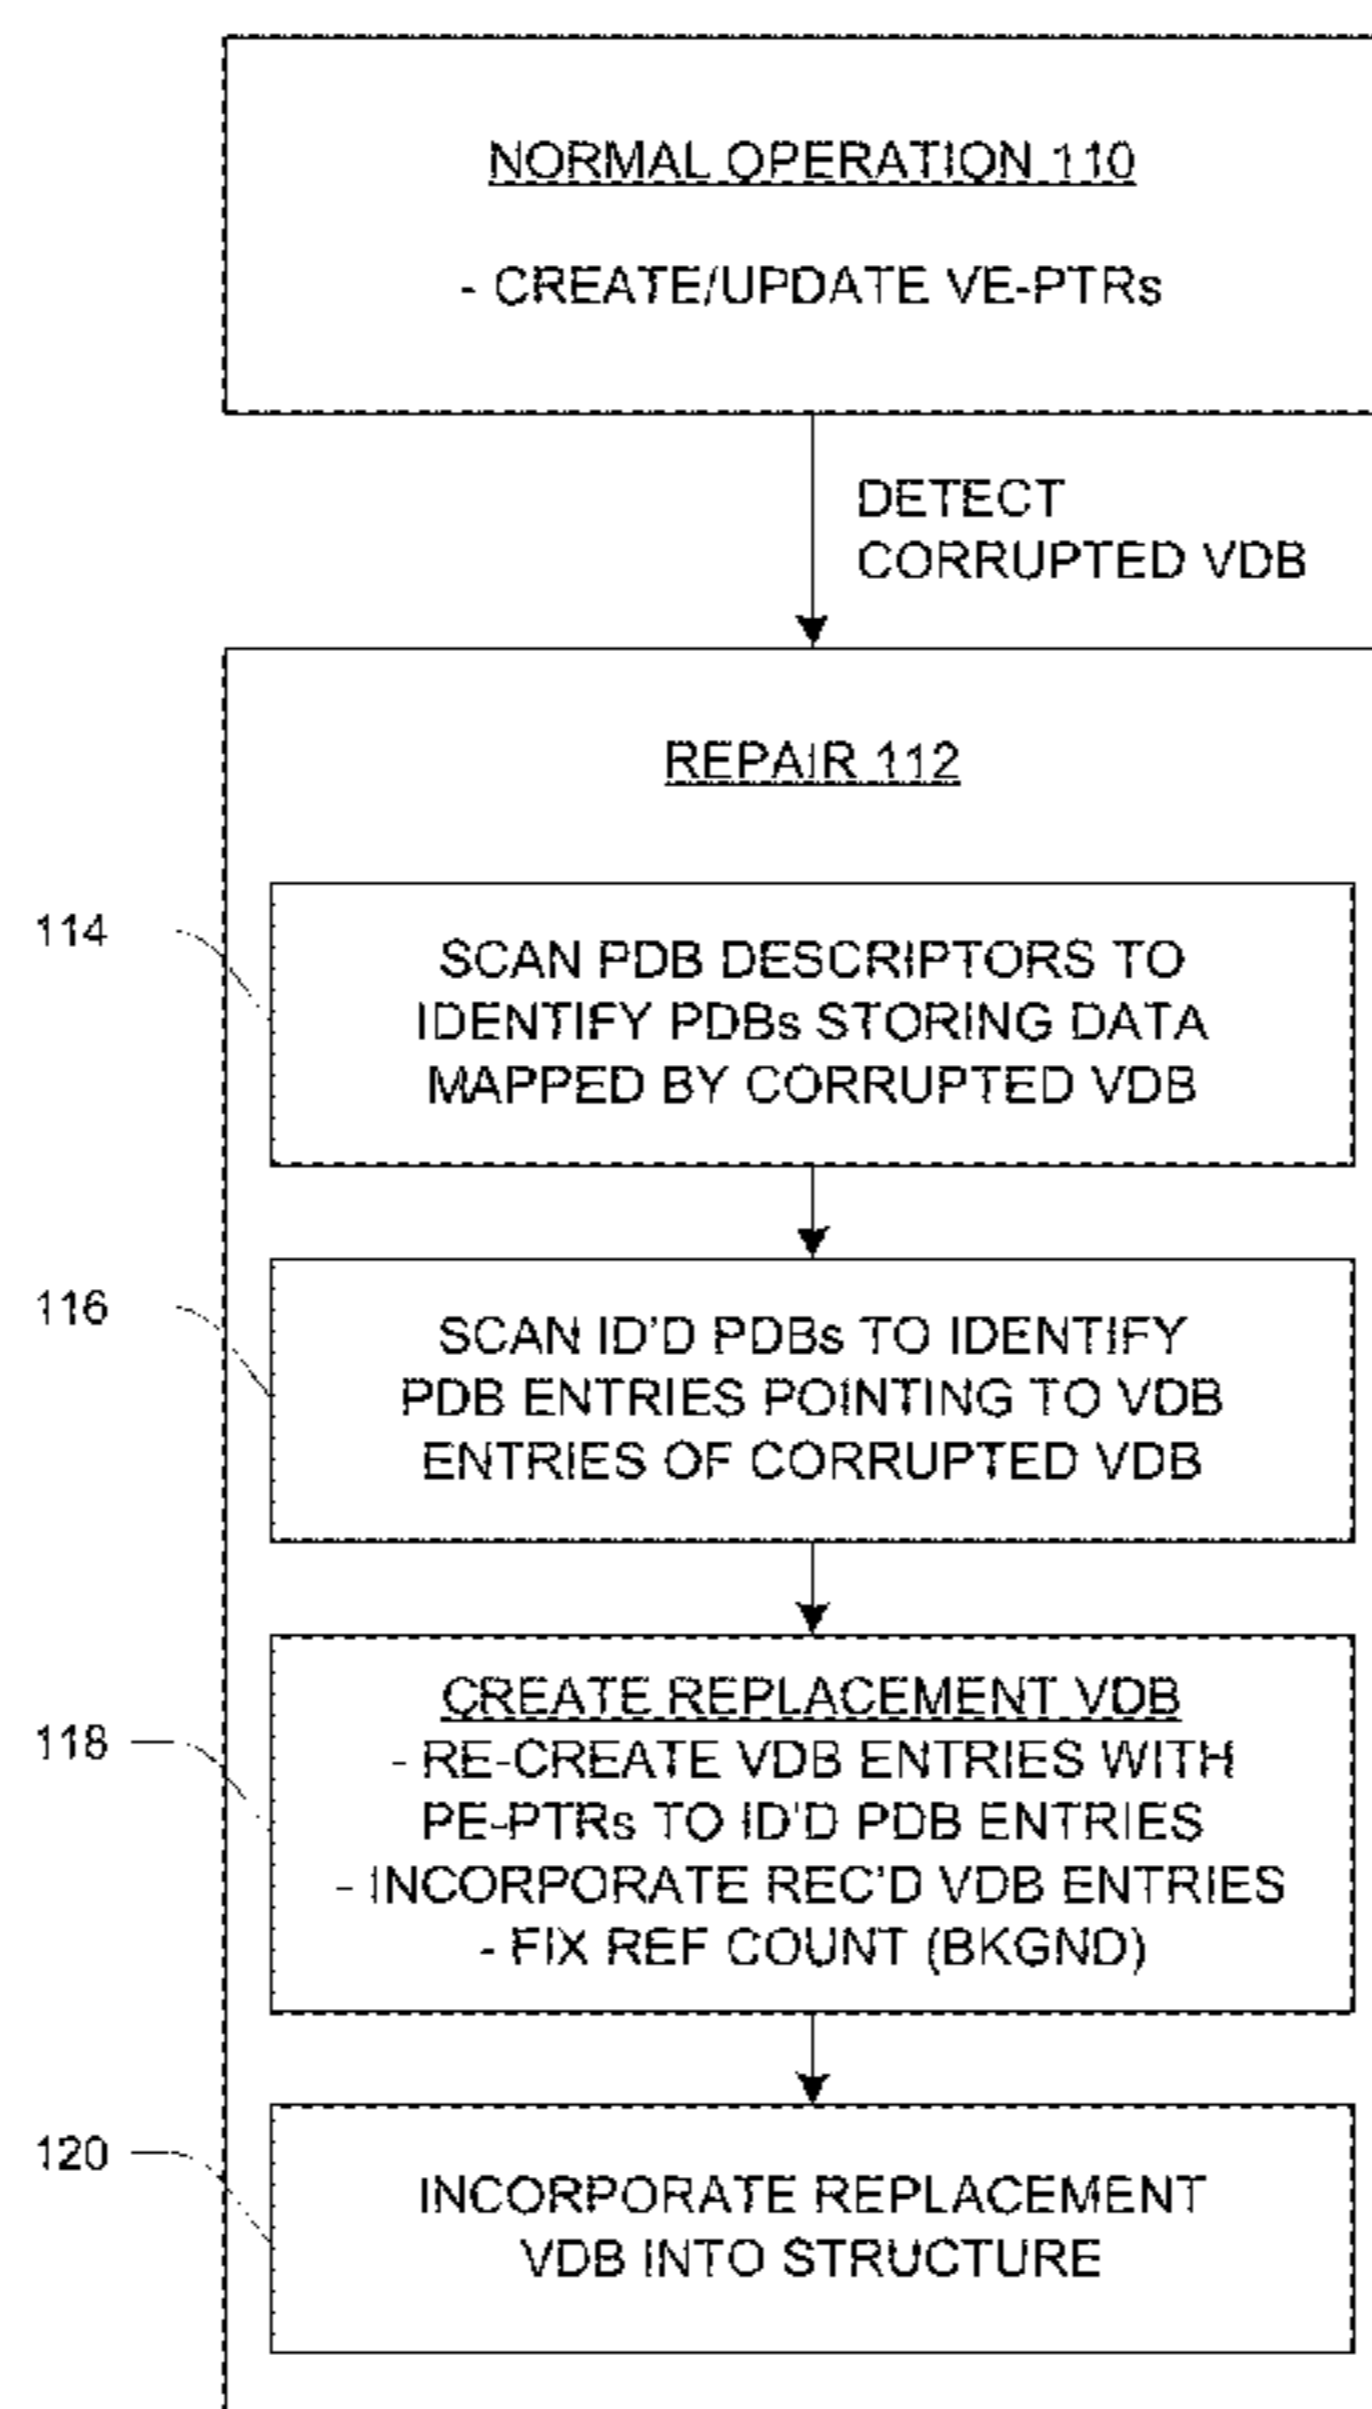 NORMAL OPERATION 110
- CREATE/UPDATE VE-PTRs
DETECT
CORRUPTED VDB
REPAIR 112
114
SCAN PDB DESCRIPTORS TO
IDENTIFY PDBs STORING DATA
MAPPED BY CORRUPTED VDB
116
SCAN ID'D PDBs TO IDENTIFY
PDB ENTRIES POINTING TO VDB
ENTRIES OF CORRUPTED VDB
118
CREATE REPLACEMENT VDB
- RE-CREATE VDB ENTRIES WITH
PE-PTRs TO ID'D PDB ENTRIES
- INCORPORATE REC'D VDB ENTRIES
- FIX REF COUNT (BKGND)
120
INCORPORATE REPLACEMENT
VDB INTO STRUCTURE